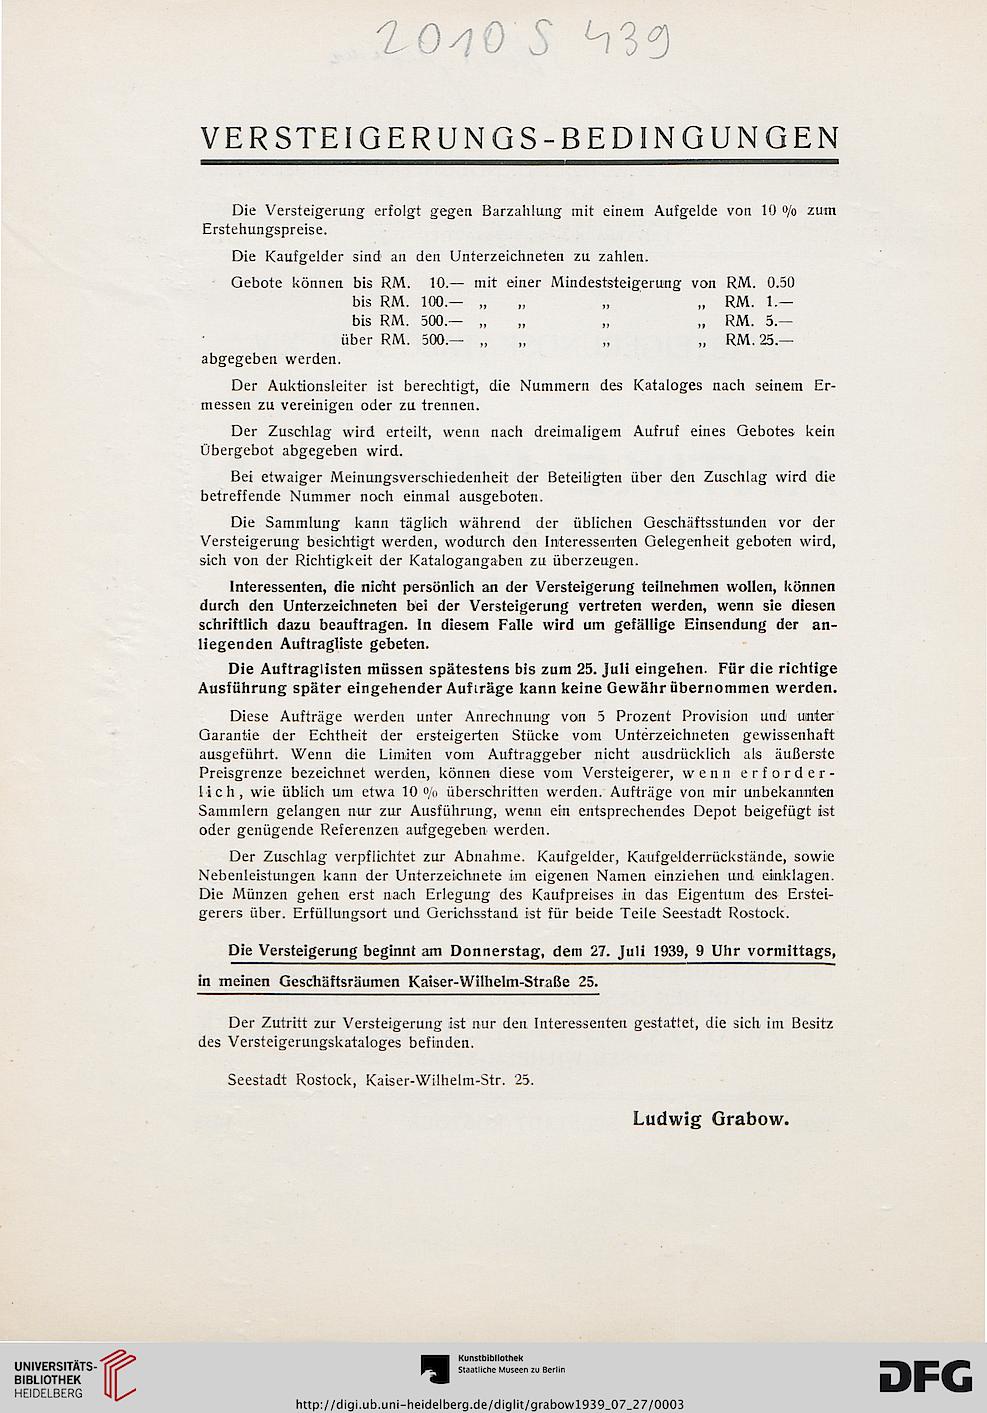 2010 S 439
VERSTEIGERUNGS-BEDINGUNGEN
Die Versteigerung erfolgt gegen Barzahlung mit einem Aufgelde von 10 % zum
Erstehungspreise.
Die Kaufgelder sind an den Unterzeichneten zu zahlen.
Gebote können bis RM. 10.— mit einer Mindeststeigerung von RM. 0.50
bis RM. 100.— „ „ „ „ RM. 1.—
bis RM. 500.— „ „ „ „ RM. 5.—
über RM. 500.— „ „ „ „ RM. 25.—
abgegeben werden.
Der Auktionsleiter ist berechtigt, die Nummern des Kataloges nach seinem Er-
messen zu vereinigen oder zu trennen.
Der Zuschlag wird erteilt, wenn nach dreimaligem Aufruf eines Gebotes kein
Übergebot abgegeben wird.
Bei etwaiger Meinungsverschiedenheit der Beteiligten über den Zuschlag wird die
betreffende Nummer noch einmal ausgeboten.
Die Sammlung kann täglich während der üblichen Geschäftsstunden vor der
Versteigerung besichtigt werden, wodurch den Interessenten Gelegenheit geboten wird,
sich von der Richtigkeit der Katalogangaben zu überzeugen.
Interessenten, die nicht persönlich an der Versteigerung teilnehmen wollen, können
durch den Unterzeichneten bei der Versteigerung vertreten werden, wenn sie diesen
schriftlich dazu beauftragen. In diesem Falle wird um gefällige Einsendung der an-
liegenden Auftragliste gebeten.
Die Auftraglisten müssen spätestens bis zum 25. Juli eingehen. Für die richtige
Ausführung später eingehender Aufträge kann keine Gewähr übernommen werden.
Diese Aufträge werden unter Anrechnung von 5 Prozent Provision und unter
Garantie der Echtheit der ersteigerten Stücke vom Unterzeichneten gewissenhaft
ausgeführt. Wenn die Limiten vom Auftraggeber nicht ausdrücklich als äußerste
Preisgrenze bezeichnet werden, können diese vom Versteigerer, wenn erforder-
lich, wie üblich um etwa 10 % überschritten werden. Aufträge von mir unbekannten
Sammlern gelangen nur zur Ausführung, wenn ein entsprechendes Depot beigefügt ist
oder genügende Referenzen aufgegeben werden.
Der Zuschlag verpflichtet zur Abnahme. Kaufgelder, Kaufgelderrückstände, sowie
Nebenleistungen kann der Unterzeichnete im eigenen Namen einziehen und einklagen.
Die Münzen gehen erst nach Erlegung des Kaufpreises in das Eigentum des Erstei-
gerers über. Erfüllungsort und Gerichsstand ist für beide Teile Seestadt Rostock.
Die Versteigerung beginnt am Donnerstag, dem 27. Juli 1939, 9 Uhr vormittags,
in meinen Geschäftsräumen Kaiser-Wilhelm-Straße 25.
Der Zutritt zur Versteigerung ist nur den Interessenten gestattet, die sich im Besitz
des Versteigerungskataloges befinden.
Seestadt Rostock, Kaiser-Wilhelm-Str. 25.
Ludwig Grabow.
UNIVERSITÄTS-
BIBLIOTHEK
HEIDELBERG
Kunstbibliothek
Staatliche Museen zu Berlin
DFG
http://digi.ub.uni-heidelberg.de/diglit/grabow1939_07_27/0003